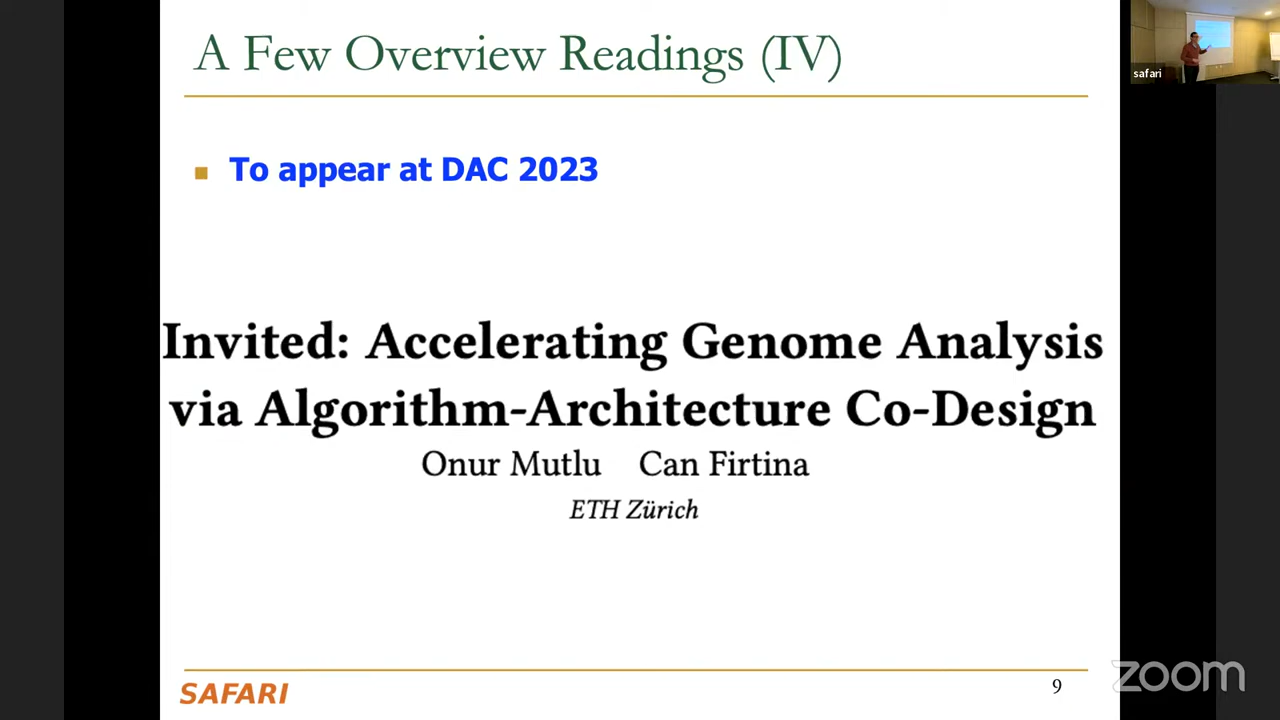 A Few Overview Readings (IV)
safari
To appear at DAC 2023
Invited: Accelerating Genome Analysis
via Algorithm-Architecture Co-Design
Onur Mutlu Can Firtina
ETH Zürich
SAFARI
9
zoom